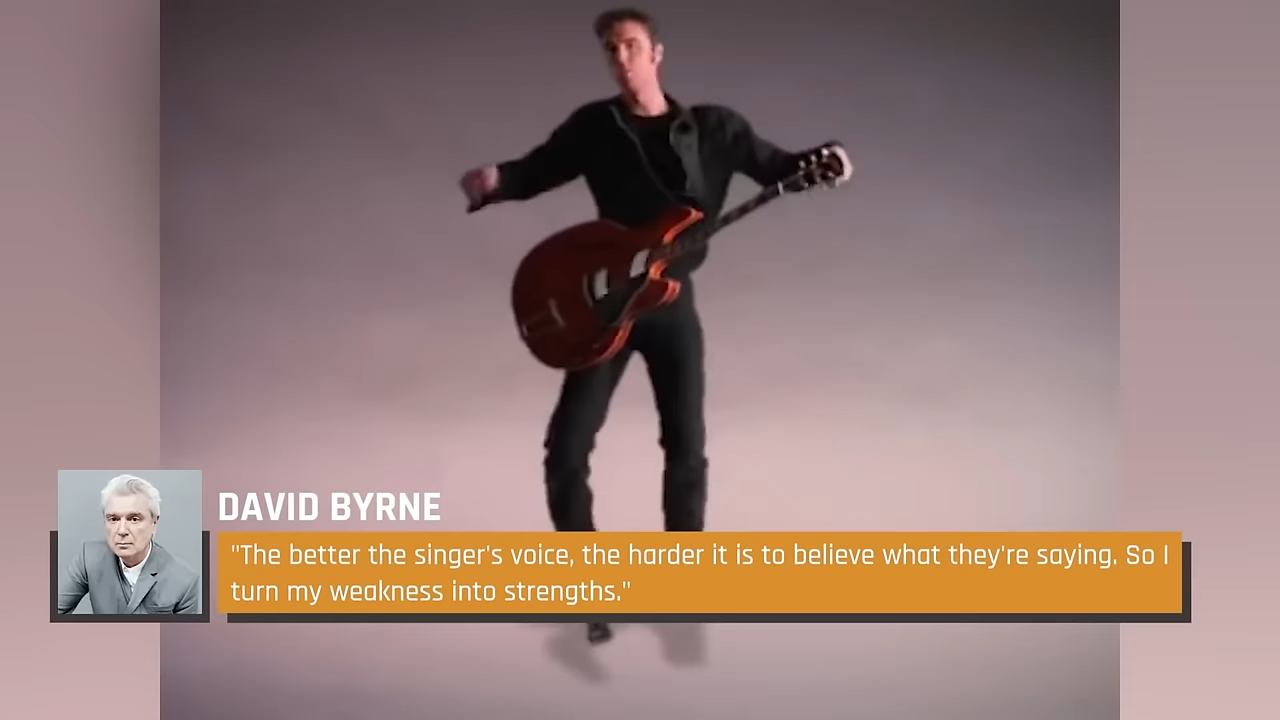 DAVID BYRNE
"The better the singer's voice, the harder it is to believe what they're saying. So I
turn my weakness into strengths."